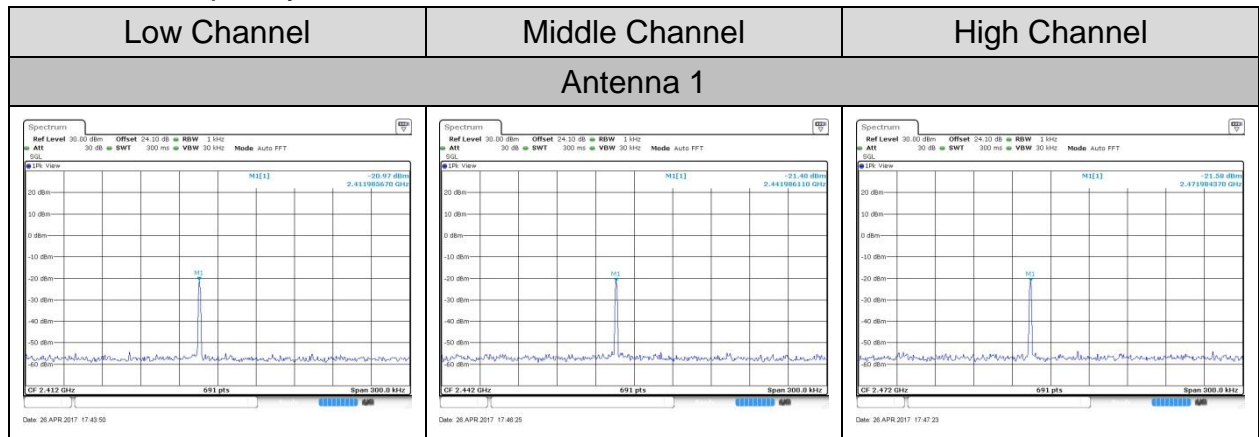 Low Channel
Middle Channel
High Channel
Antenna 1
Spectrum
Ref Level 30.00 dBm Offset 24.10 dB RBW 1 kHz
Att 30 dB SWT 300 ms VBW 30 kHz Mode Auto FFT
SGL
1Pk View
M1[1] -20.97 dBm
2.411985670 GHz
20 dBm
10 dBm
0 dBm
-10 dBm
M1
-20 dBm
-30 dBm
-40 dBm
-50 dBm
-60 dBm
CF 2.412 GHz 691 pts Span 300.0 kHz
Date: 26.APR.2017 17:43:50
Spectrum
Ref Level 30.00 dBm Offset 24.10 dB RBW 1 kHz
Att 30 dB SWT 300 ms VBW 30 kHz Mode Auto FFT
SGL
1Pk View
M1[1] -21.40 dBm
2.441986110 GHz
20 dBm
10 dBm
0 dBm
-10 dBm
M1
-20 dBm
-30 dBm
-40 dBm
-50 dBm
-60 dBm
CF 2.442 GHz 691 pts Span 300.0 kHz
Date: 26.APR.2017 17:46:25
Spectrum
Ref Level 30.00 dBm Offset 24.10 dB RBW 1 kHz
Att 30 dB SWT 300 ms VBW 30 kHz Mode Auto FFT
SGL
1Pk View
M1[1] -21.58 dBm
2.471984370 GHz
20 dBm
10 dBm
0 dBm
-10 dBm
M1
-20 dBm
-30 dBm
-40 dBm
-50 dBm
-60 dBm
CF 2.472 GHz 691 pts Span 300.0 kHz
Date: 26.APR.2017 17:47:23